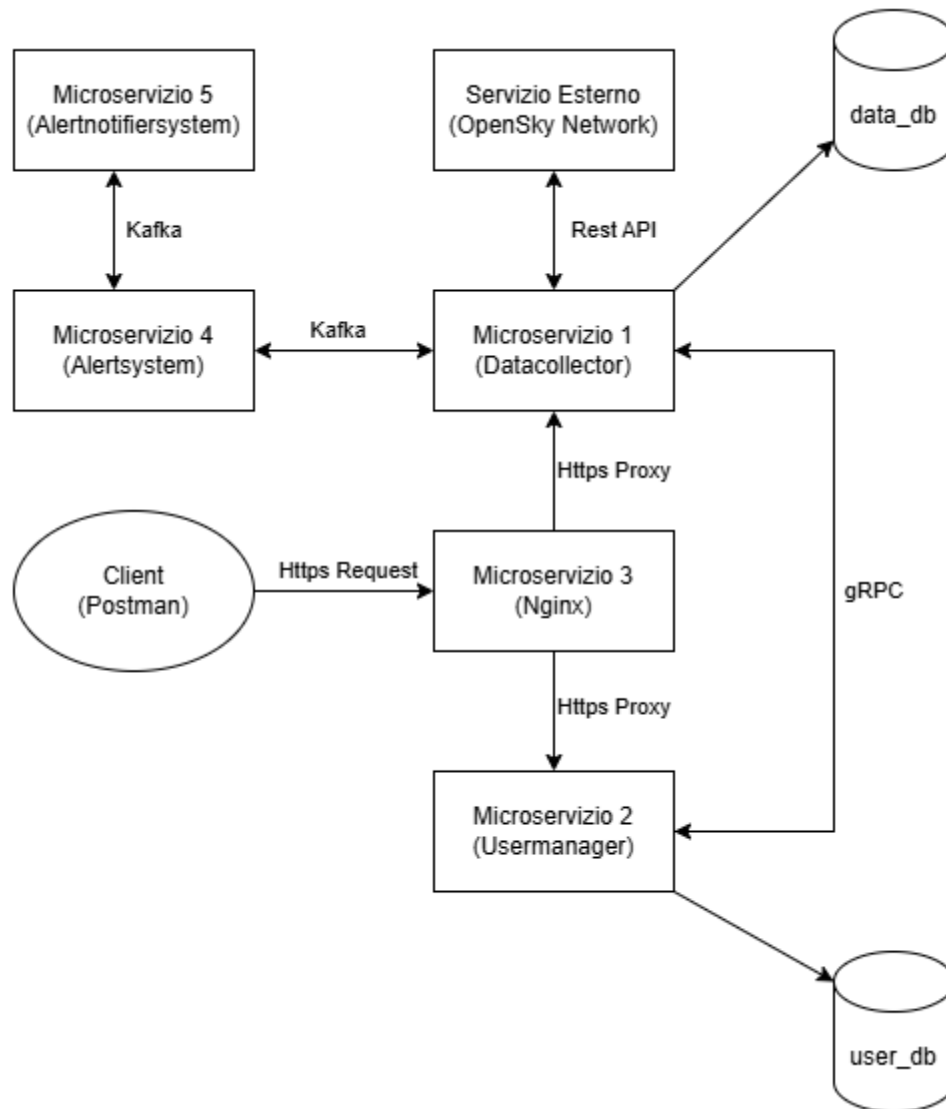 Microservizio 5
(Alertnotifiersystem)
Servizio Esterno
(OpenSky Network)
data_db
Kafka
Rest API
Microservizio 4
(Alertsystem)
Kafka
Microservizio 1
(Datacollector)
Https Proxy
Client
(Postman)
Https Request
Microservizio 3
(Nginx)
gRPC
Https Proxy
Microservizio 2
(Usermanager)
user_db